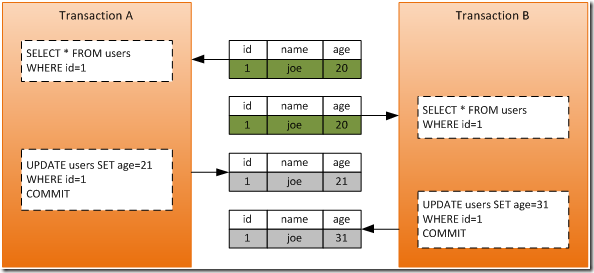 Transaction A
Transaction B
SELECT * FROM users
WHERE id=1
id name age
1 joe 20
id name age
1 joe 20
SELECT * FROM users
WHERE id=1
UPDATE users SET age=21
WHERE id=1
COMMIT
id name age
1 joe 21
UPDATE users SET age=31
WHERE id=1
COMMIT
id name age
1 joe 31